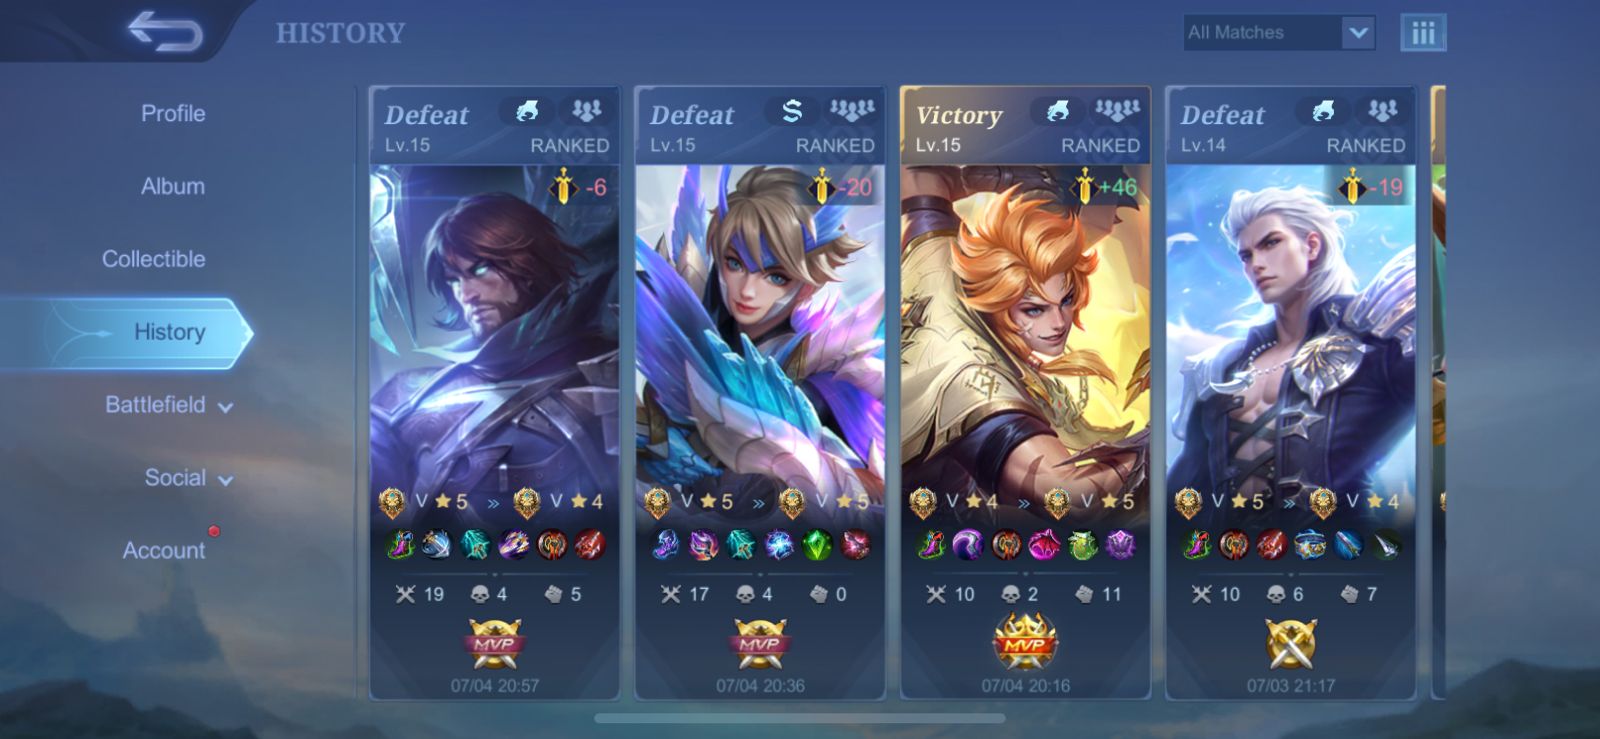 HISTORY
All Matches
Profile
Album
Collectible
History
Battlefield
Social
Account
Defeat
Lv.15
RANKED
-6
V 5 » V 4
19 4 5
MVP
07/04 20:57
Defeat
Lv.15
RANKED
-20
V 5 » V 5
17 4 0
MVP
07/04 20:36
Victory
Lv.15
RANKED
+46
V 4 » V 5
10 2 11
MVP
07/04 20:16
Defeat
Lv.14
RANKED
-19
V 5 » V 4
10 6 7
07/03 21:17